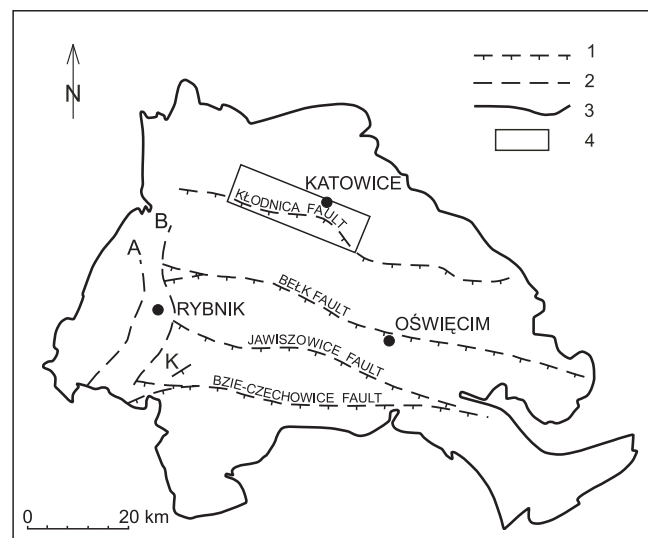 1
2
N
3
4
KATOWICE
KŁODNICA FAULT
B
A
BEŁK FAULT
RYBNIK
OŚWIĘCIM
JAWISZOWICE FAULT
K
BZIE-CZECHOWICE FAULT
0 20 km